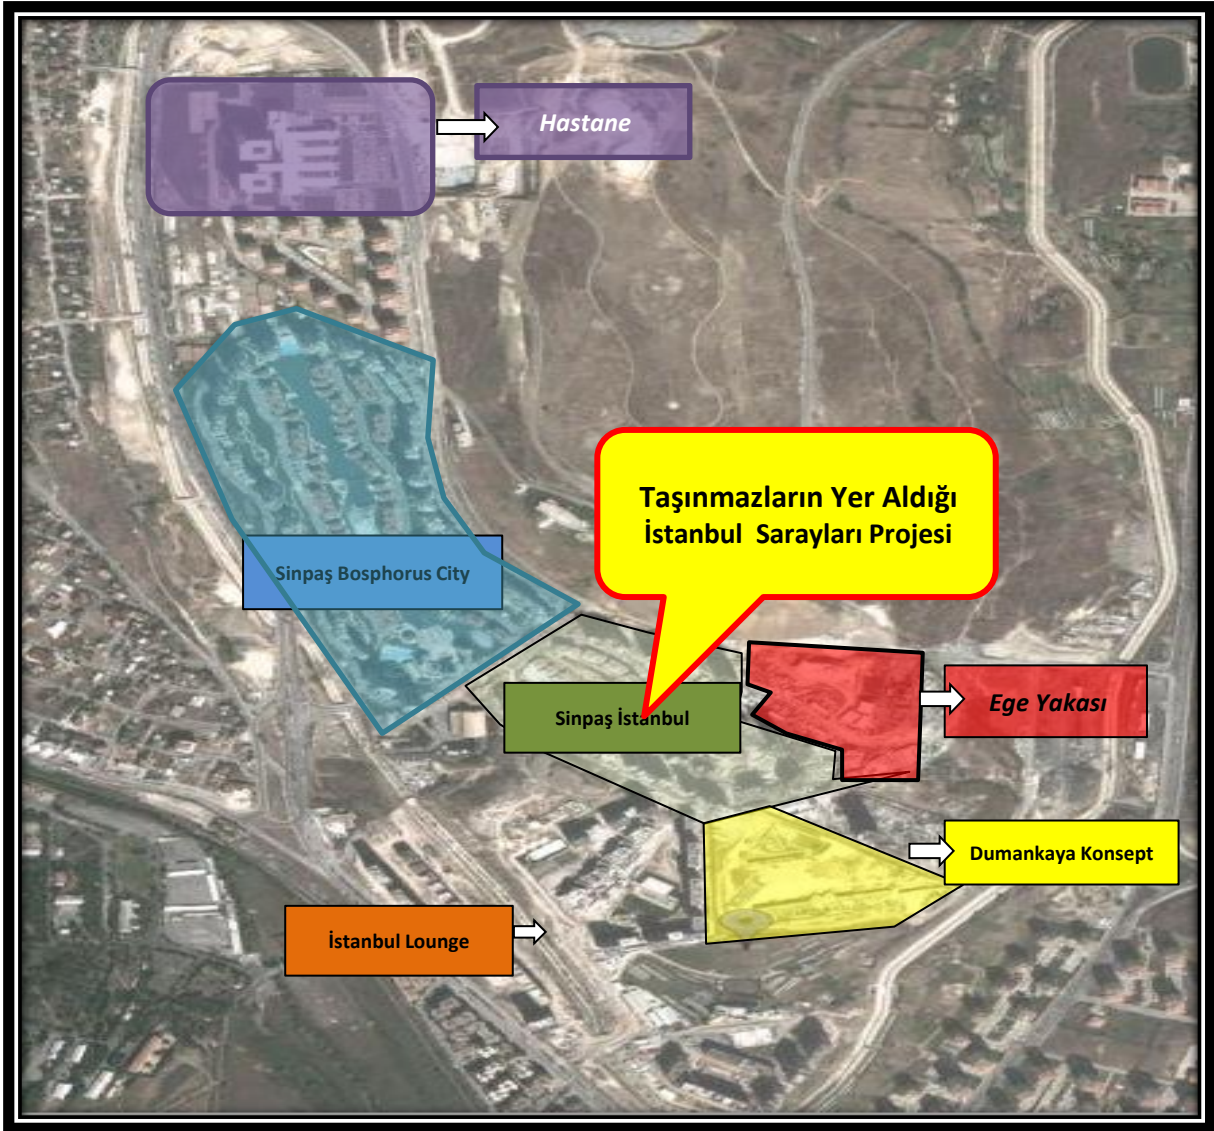 Hastane
Taşınmazların Yer Aldığı
İstanbul Sarayları Projesi
Sinpaş Bosphorus City
Sinpaş İstanbul
Ege Yakası
Dumankaya Konsept
İstanbul Lounge